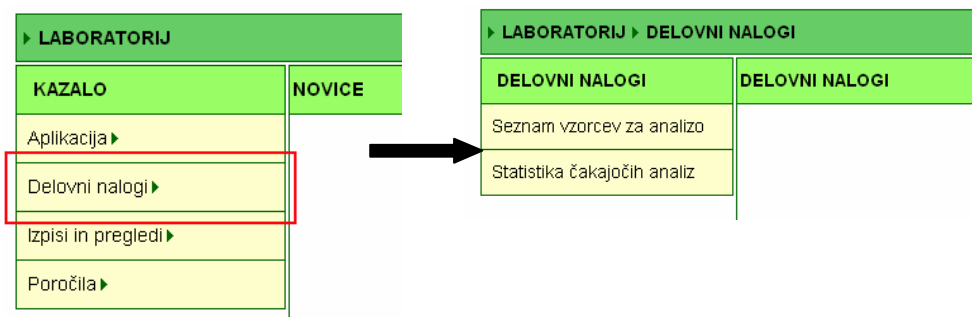 LABORATORIJ
KAZALO
NOVICE
Aplikacija
Delovni nalogi
Izpisi in pregledi
Poročila
LABORATORIJ DELOVNI NALOGI
DELOVNI NALOGI
DELOVNI NALOGI
Seznam vzorcev za analizo
Statistika čakajočih analiz